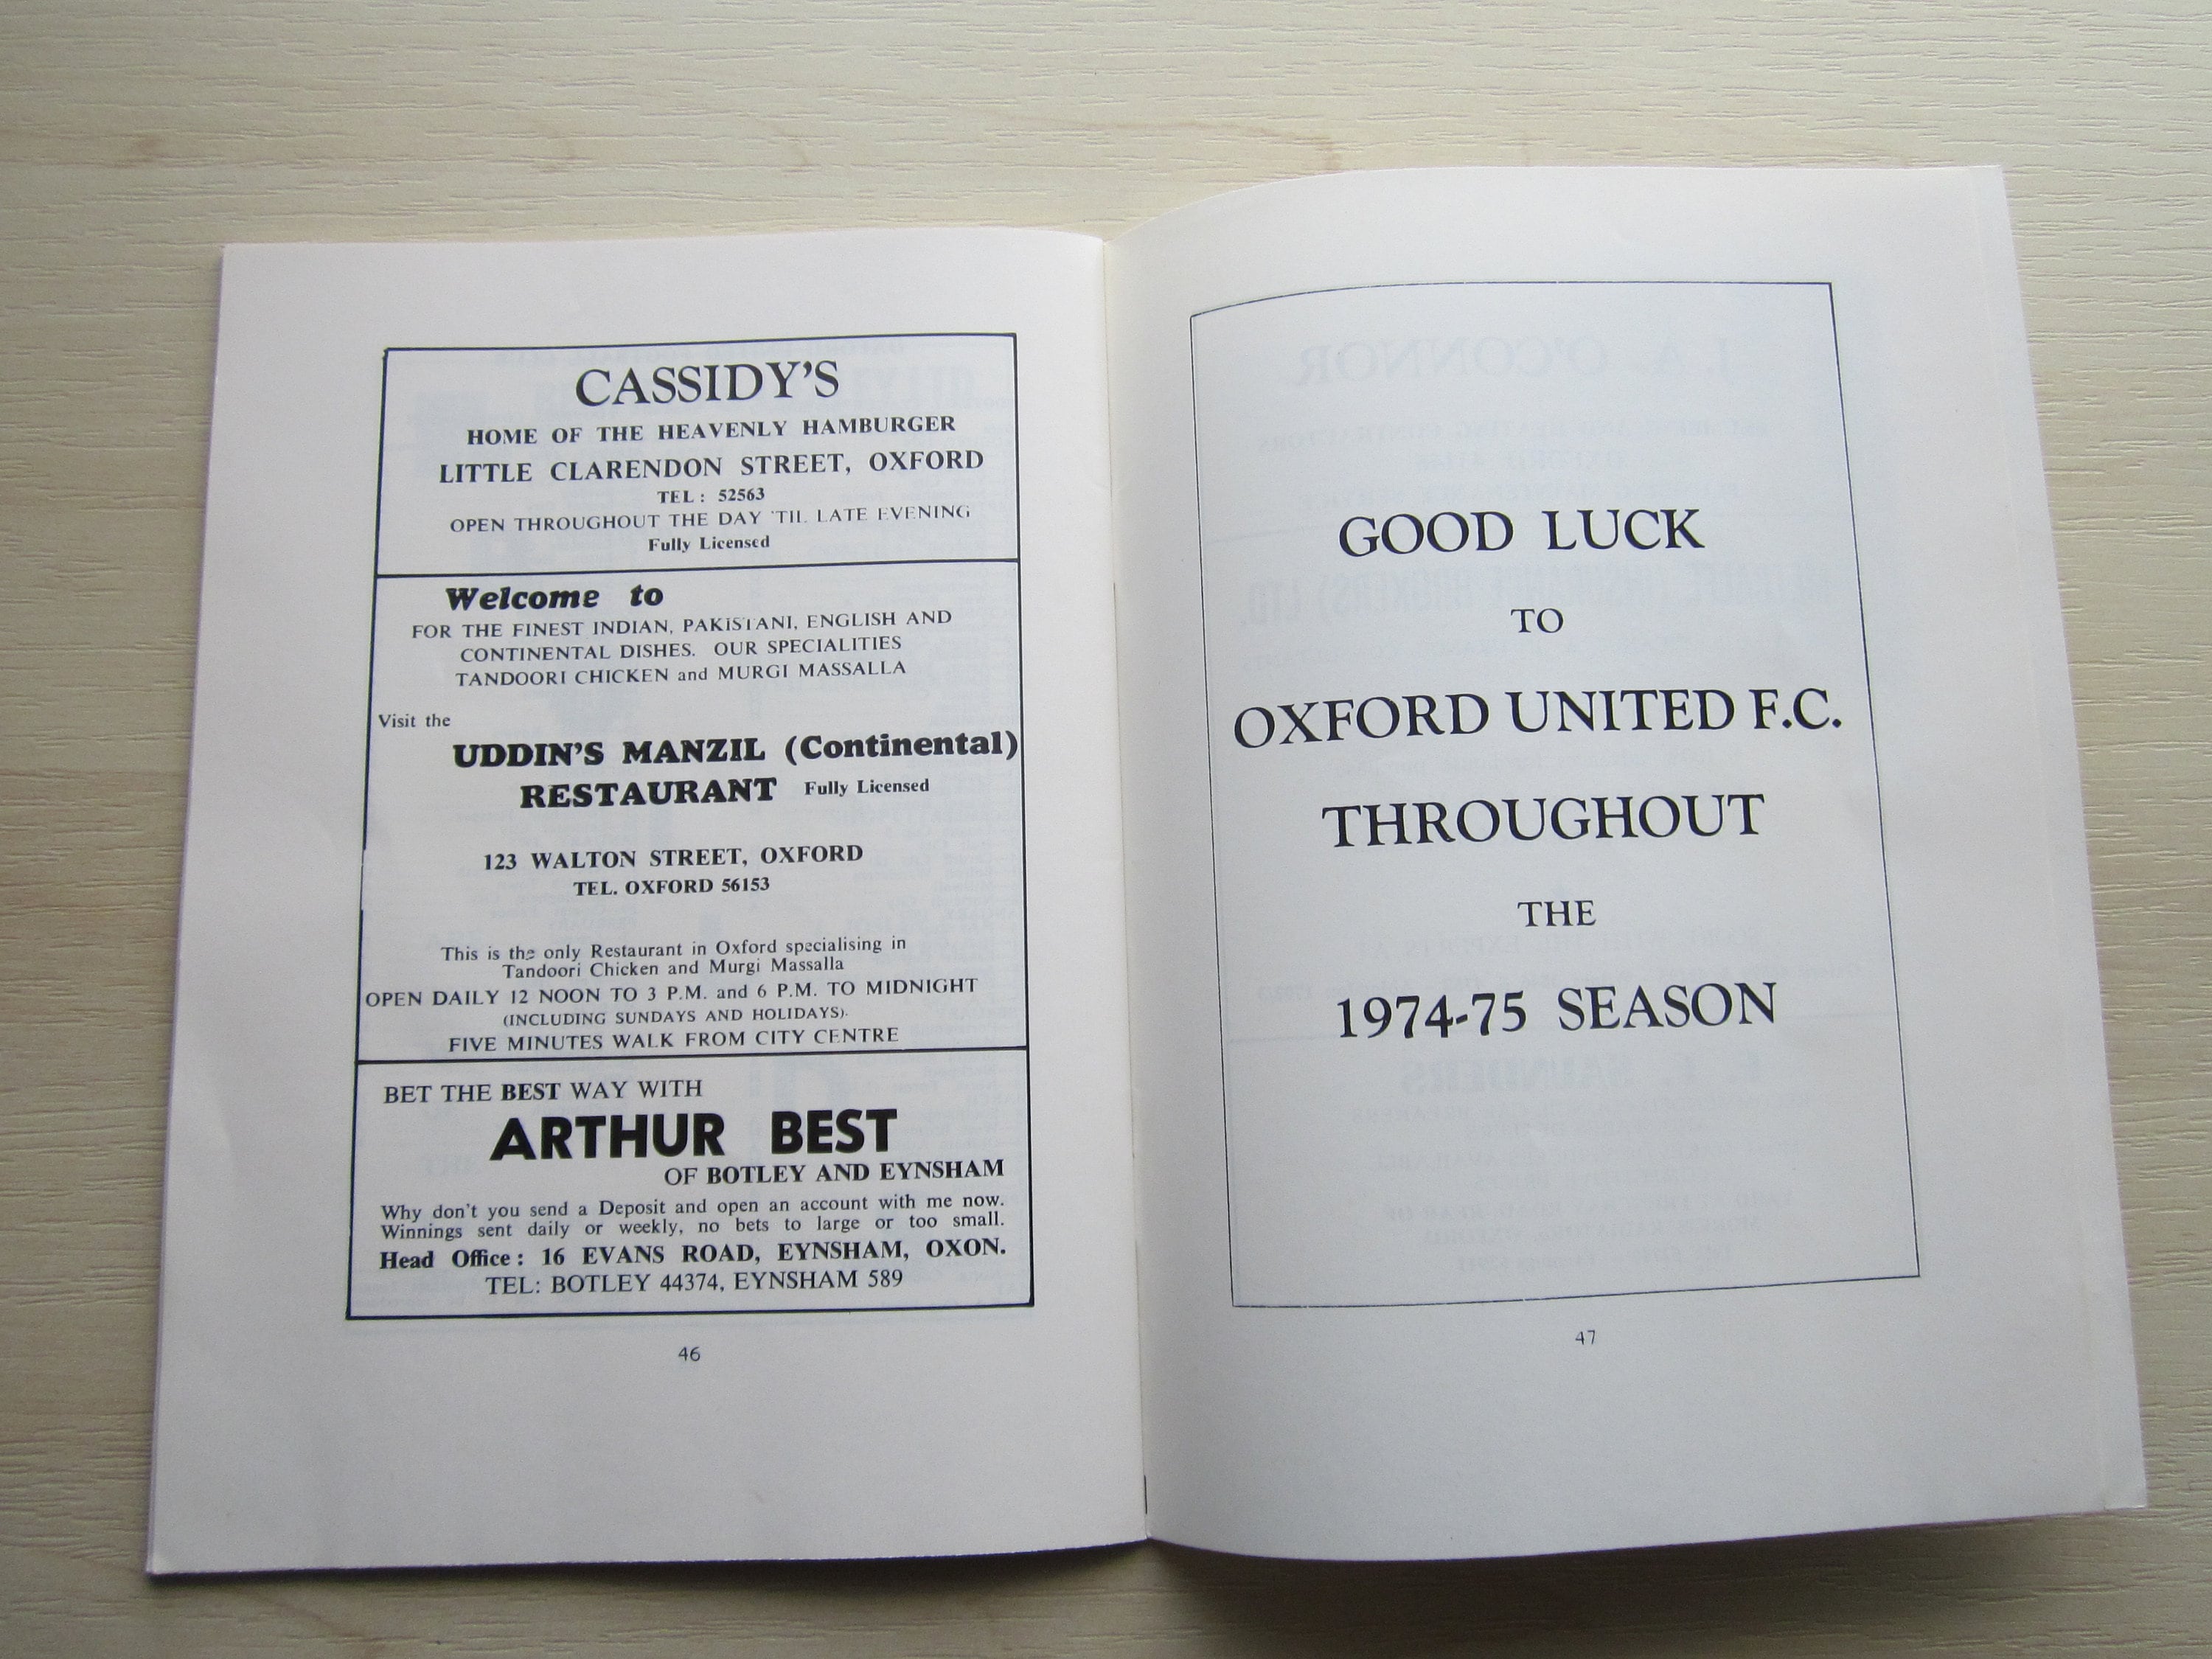 CASSIDY'S
HOME OF THE HEAVENLY HAMBURGER
LITTLE CLARENDON STREET, OXFORD
TEL : 52563
OPEN THROUGHOUT THE DAY 'TIL LATE EVENING
Fully Licensed
Welcome to
FOR THE FINEST INDIAN, PAKISTANI, ENGLISH AND
CONTINENTAL DISHES. OUR SPECIALITIES
TANDOORI CHICKEN and MURGI MASSALLA
Visit the
UDDIN'S MANZIL (Continental)
RESTAURANT Fully Licensed
123 WALTON STREET, OXFORD
TEL. OXFORD 56153
This is the only Restaurant in Oxford specialising in
Tandoori Chicken and Murgi Massalla
OPEN DAILY 12 NOON TO 3 P.M. and 6 P.M. TO MIDNIGHT
(INCLUDING SUNDAYS AND HOLIDAYS).
FIVE MINUTES WALK FROM CITY CENTRE
BET THE BEST WAY WITH
ARTHUR BEST
OF BOTLEY AND EYNSHAM
Why don't you send a Deposit and open an account with me now.
Winnings sent daily or weekly, no bets to large or too small.
Head Office : 16 EVANS ROAD, EYNSHAM, OXON.
TEL: BOTLEY 44374, EYNSHAM 589
46
GOOD LUCK
TO
OXFORD UNITED F.C.
THROUGHOUT
THE
1974-75 SEASON
47